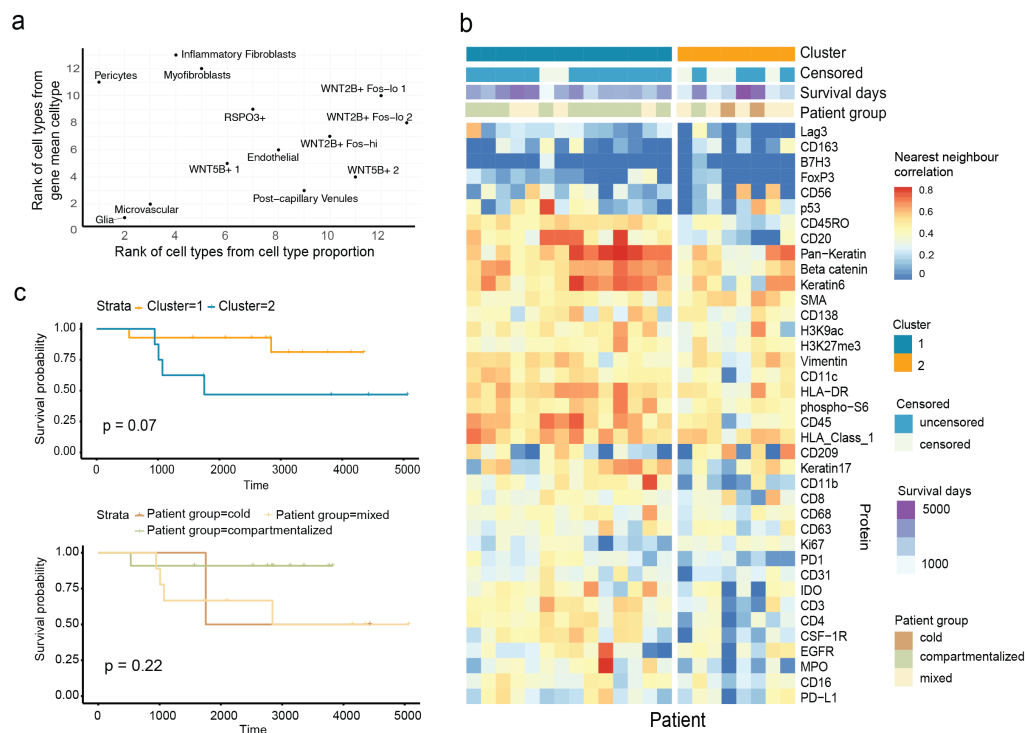 a
Rank of cell types from
gene mean celltype
12
10
8
6
4
2
0
Inflammatory Fibroblasts
Myofibroblasts
Pericytes
WNT2B+ Fos-lo 1
RSPO3+
WNT2B+ Fos-lo 2
WNT2B+ Fos-hi
Endothelial
WNT5B+ 1
WNT5B+ 2
Post-capillary Venules
Microvascular
Glia
2
4
6
8
10
12
Rank of cell types from cell type proportion
b
Cluster
Censored
Survival days
Patient group
Lag3
CD163
B7H3
FoxP3
CD56
p53
CD45RO
CD20
Pan-Keratin
Beta catenin
Keratin6
SMA
CD138
H3K9ac
H3K27me3
Vimentin
CD11c
HLA-DR
phospho-S6
CD45
HLA_Class_1
CD209
Keratin17
CD11b
CD8
CD68
CD63
Ki67
PD1
CD31
IDO
CD3
CD4
CSF-1R
EGFR
MPO
CD16
PD-L1
Protein
Patient
Nearest neighbour
correlation
0.8
0.6
0.4
0.2
0
Cluster
1
2
Censored
uncensored
censored
Survival days
5000
1000
Patient group
cold
compartmentalized
mixed
c
Strata Cluster=1 Cluster=2
Survival probability
1.00
0.75
0.50
0.25
0.00
p = 0.07
0
1000
2000
3000
4000
5000
Time
Strata Patient group=cold Patient group=mixed
Patient group=compartmentalized
Survival probability
1.00
0.75
0.50
0.25
0.00
p = 0.22
0
1000
2000
3000
4000
5000
Time